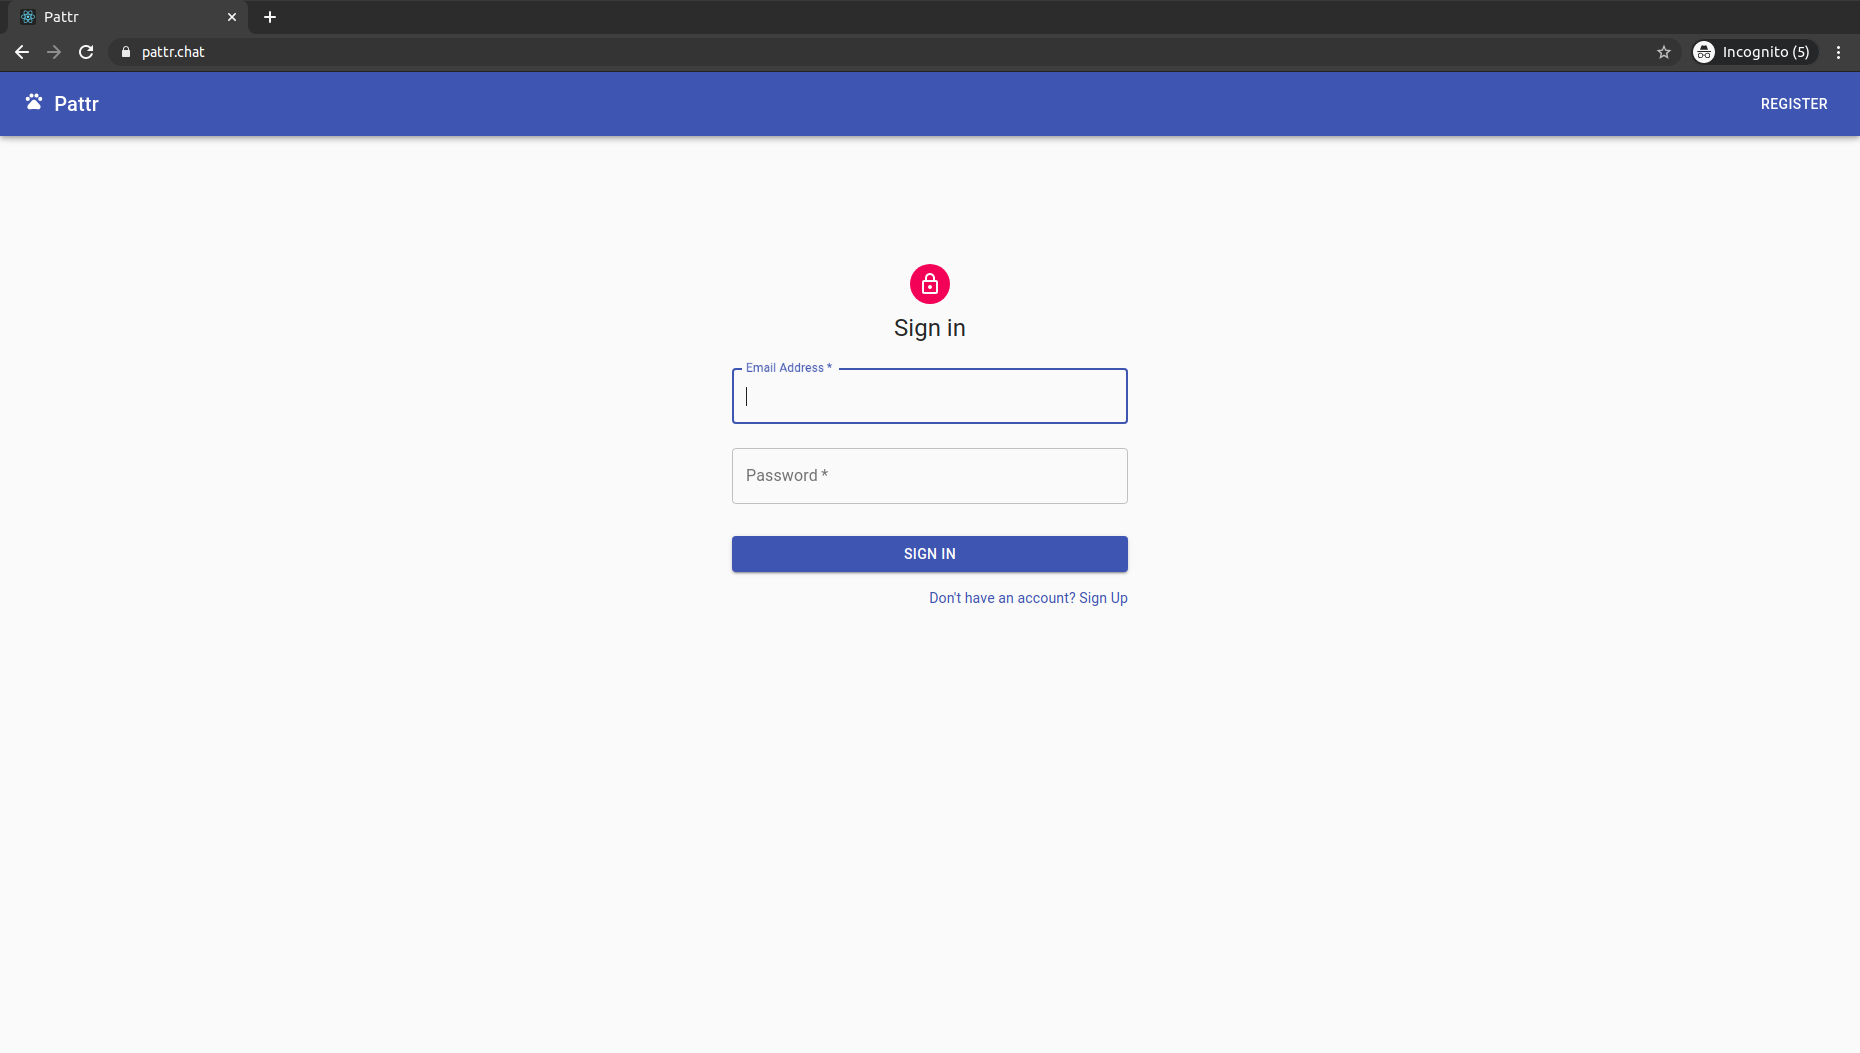 Pattr
pattr.chat
Incognito (5)
Pattr
REGISTER
Sign in
Email Address *
Password *
SIGN IN
Don't have an account? Sign Up